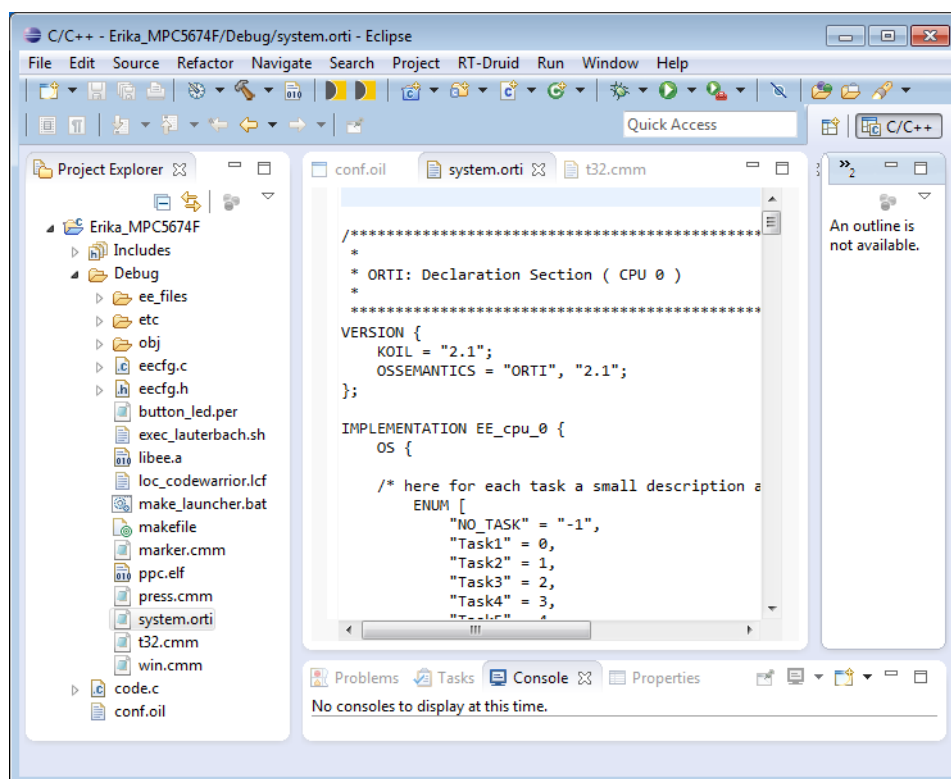 C/C++ - Erika_MPC5674F/Debug/system.orti - Eclipse
File Edit Source Refactor Navigate Search Project RT-Druid Run Window Help
Quick Access
C/C++
Project Explorer
Erika_MPC5674F
Includes
Debug
ee_files
etc
obj
eecfg.c
eecfg.h
button_led.per
exec_lauterbach.sh
libee.a
loc_codewarrior.lcf
make_launcher.bat
makefile
marker.cmm
ppc.elf
press.cmm
system.orti
t32.cmm
win.cmm
code.c
conf.oil
conf.oil system.orti t32.cmm
/***************************************************
*
* ORTI: Declaration Section ( CPU 0 )
*
***************************************************
VERSION {
KOIL = "2.1";
OSSEMANTICS = "ORTI", "2.1";
};
IMPLEMENTATION EE_cpu_0 {
OS {
/* here for each task a small description a
ENUM [
"NO_TASK" = "-1",
"Task1" = 0,
"Task2" = 1,
"Task3" = 2,
"Task4" = 3,
»2
An outline is
not available.
Problems Tasks Console Properties
No consoles to display at this time.